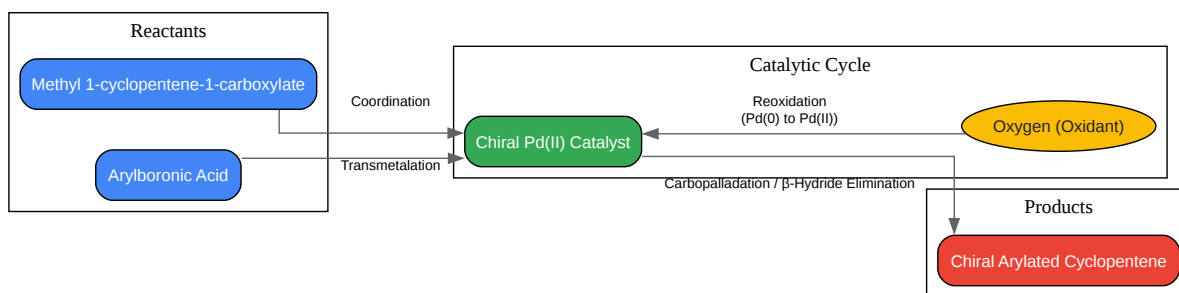 Reactants
Methyl 1-cyclopentene-1-carboxylate
Arylboronic Acid
Coordination
Transmetalation
Catalytic Cycle
Chiral Pd(II) Catalyst
Reoxidation
(Pd(0) to Pd(II))
Oxygen (Oxidant)
Carbopalladation / β-Hydride Elimination
Products
Chiral Arylated Cyclopentene